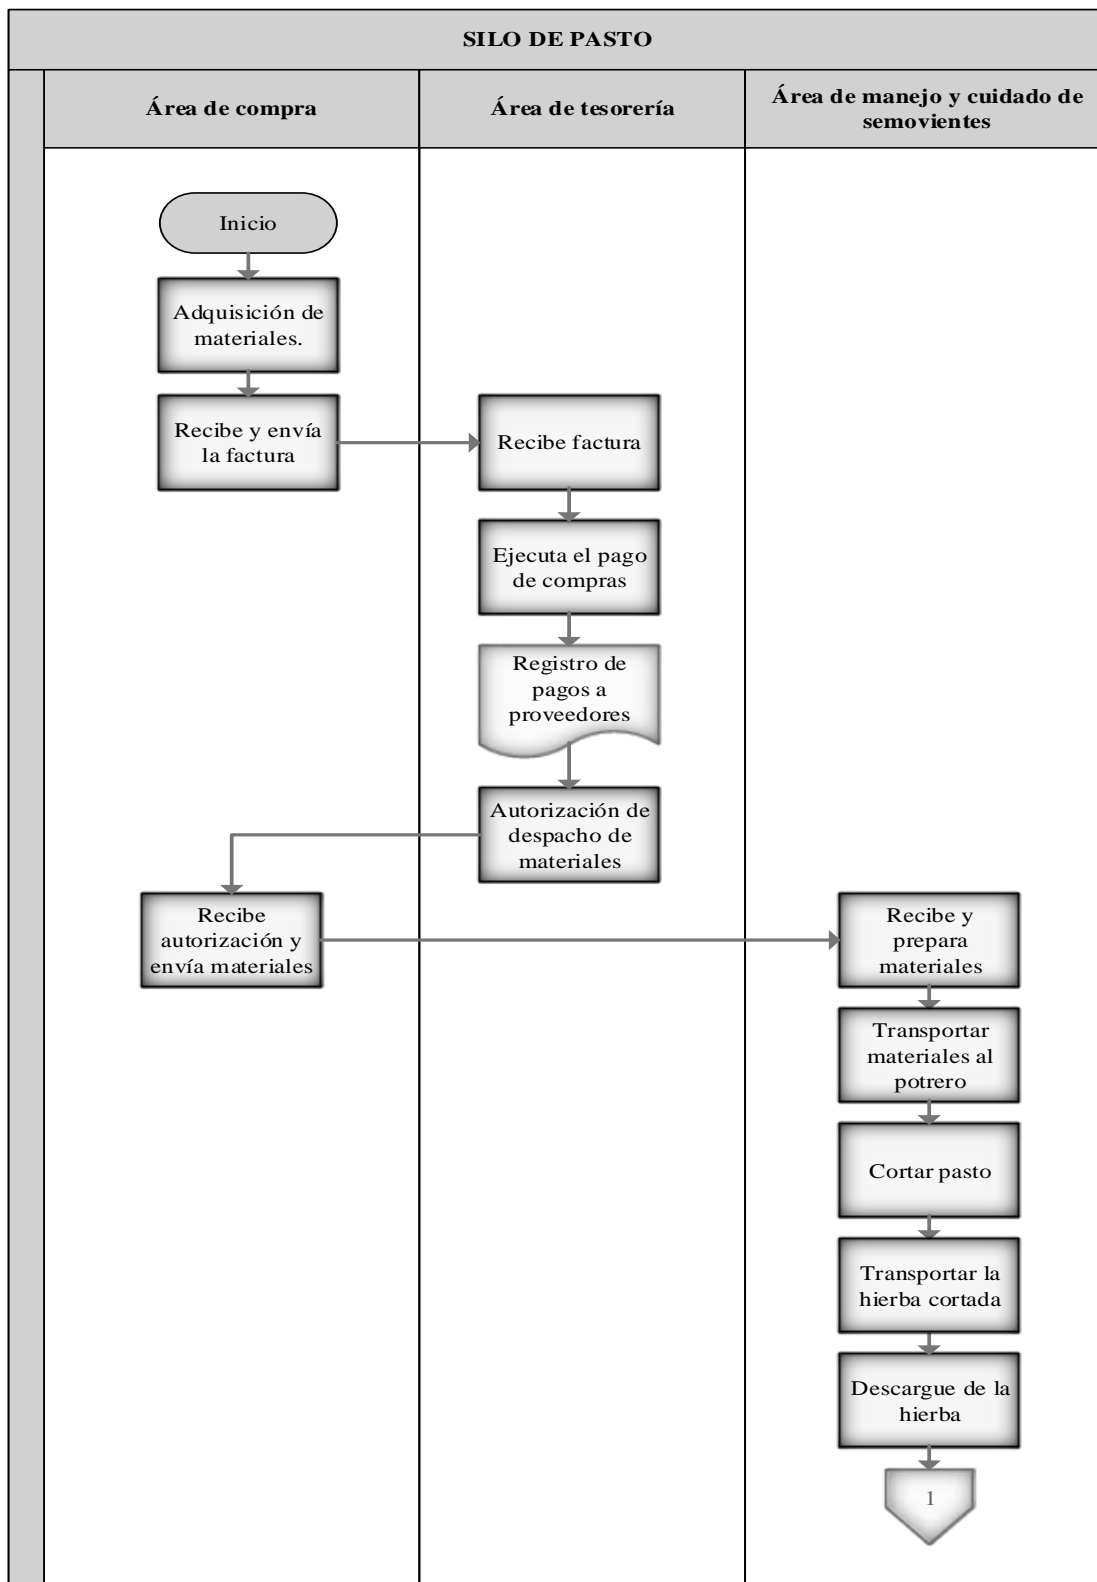 SILO DE PASTO
Área de compra
Área de tesorería
Área de manejo y cuidado de
semovientes
Inicio
Adquisición de
materiales.
Recibe y envía
la factura
Recibe factura
Ejecuta el pago
de compras
Registro de
pagos a
proveedores
Autorización de
despacho de
materiales
Recibe
autorización y
envía materiales
Recibe y
prepara
materiales
Transportar
materiales al
potrero
Cortar pasto
Transportar la
hierba cortada
Descargue de la
hierba
1